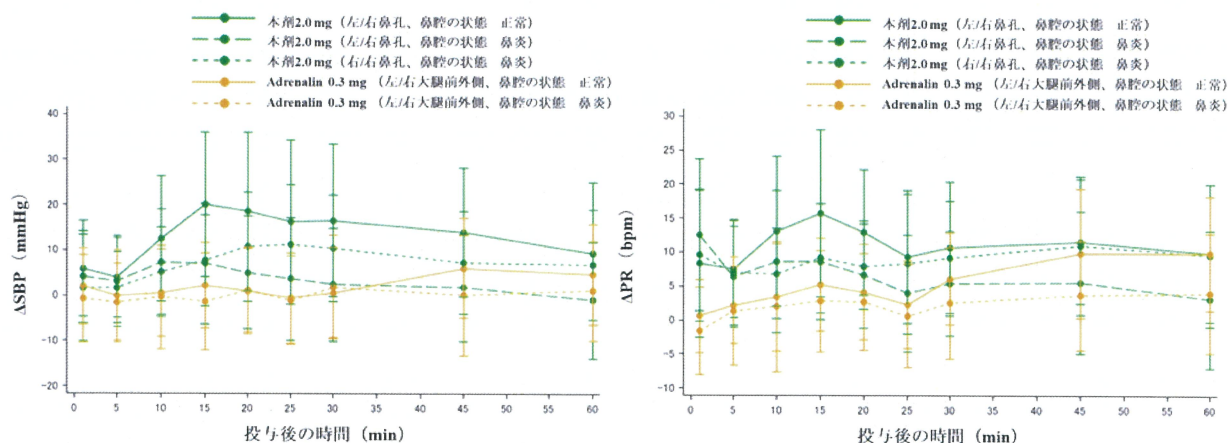 本剤2.0 mg（左/右鼻孔、鼻腔の状態　正常）
本剤2.0 mg（左/左鼻孔、鼻腔の状態　鼻炎）
本剤2.0 mg（右/右鼻孔、鼻腔の状態　鼻炎）
Adrenalin 0.3 mg（左/右大腿前外側、鼻腔の状態　正常）
Adrenalin 0.3 mg（左/右大腿前外側、鼻腔の状態　鼻炎）
ΔSBP (mmHg)
40
30
20
10
0
−10
−20
0 5 10 15 20 25 30 35 40 45 50 55 60
投与後の時間（min）
本剤2.0 mg（左/右鼻孔、鼻腔の状態　正常）
本剤2.0 mg（左/左鼻孔、鼻腔の状態　鼻炎）
本剤2.0 mg（右/右鼻孔、鼻腔の状態　鼻炎）
Adrenalin 0.3 mg（左/右大腿前外側、鼻腔の状態　正常）
Adrenalin 0.3 mg（左/右大腿前外側、鼻腔の状態　鼻炎）
ΔPR (bpm)
30
25
20
15
10
5
0
−5
−10
0 5 10 15 20 25 30 35 40 45 50 55 60
投与後の時間（min）